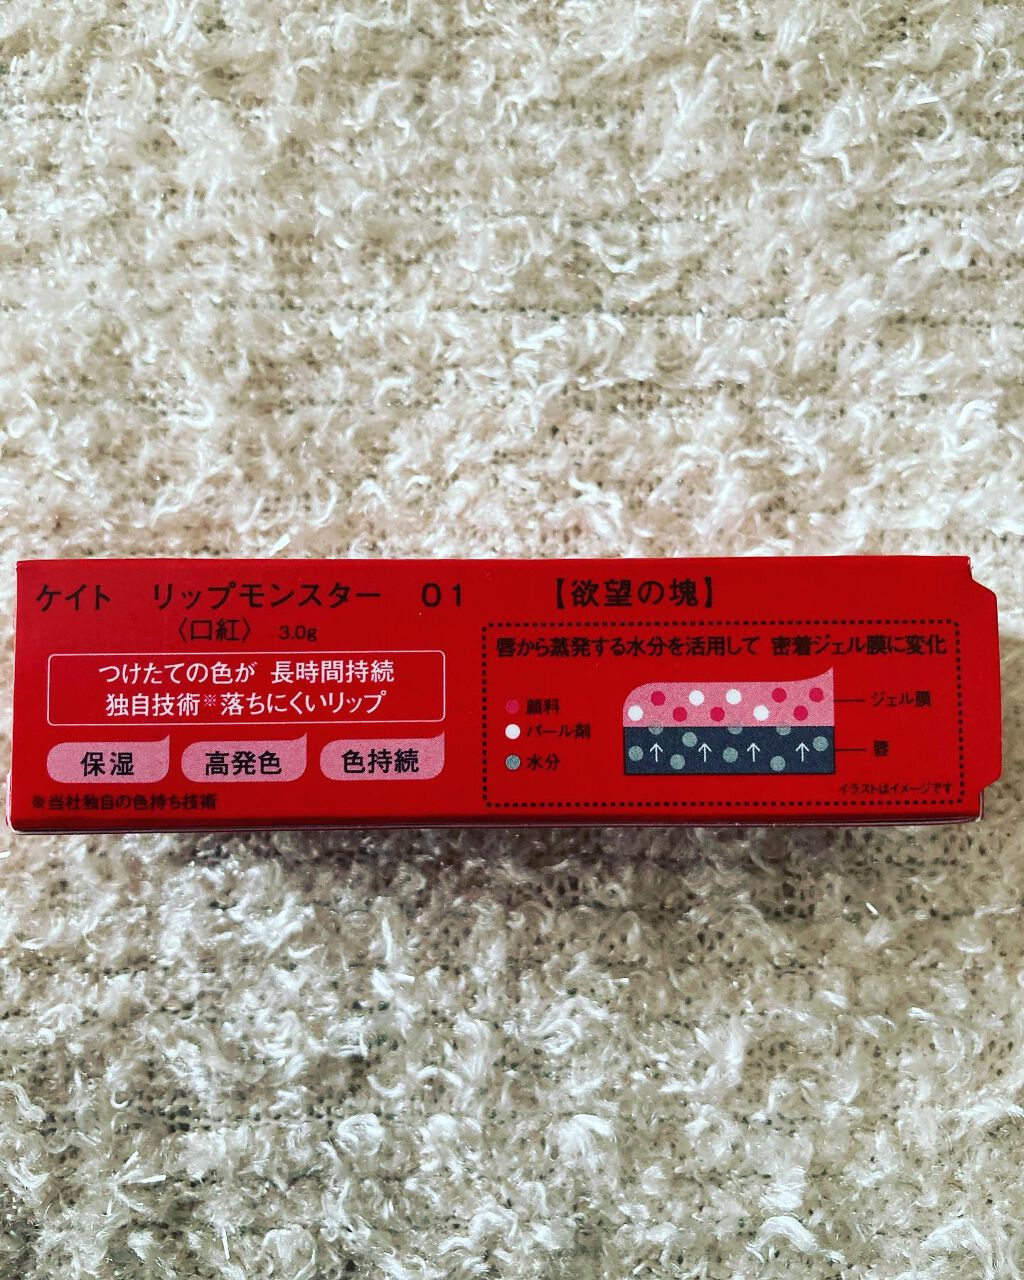 ケイト リップモンスター 01 【欲望の塊】
〈口紅〉 3.0g
つけたての色が 長時間持続
独自技術※落ちにくいリップ
保湿 高発色 色持続
※当社独自の色持ち技術
唇から蒸発する水分を活用して 密着ジェル膜に変化
顔料
パール剤
水分
ジェル膜
唇
イラストはイメージです